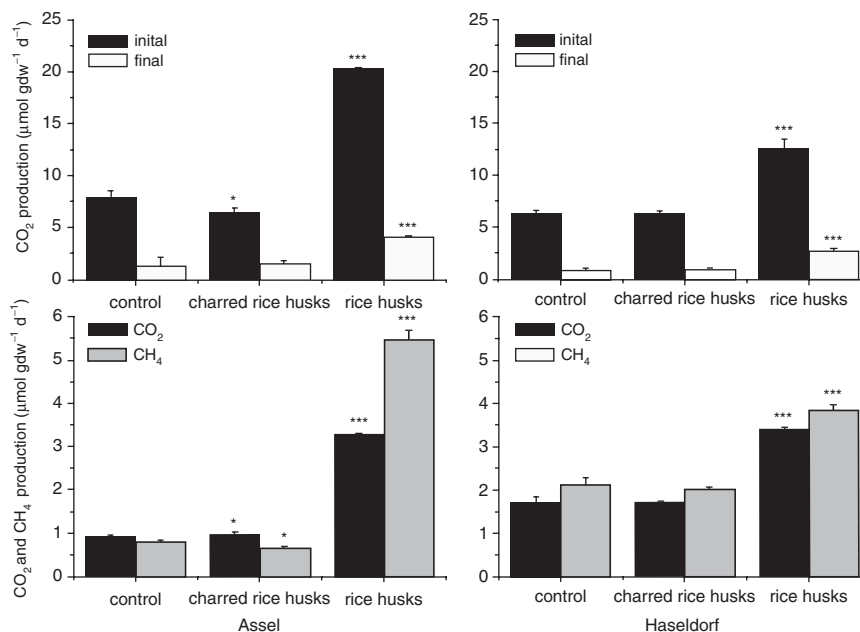 CO₂ production (μmol gdw⁻¹ d⁻¹)
25
20
15
10
5
0
inital
final
*
***
***
control
charred rice husks
rice husks
25
20
15
10
5
0
inital
final
***
***
control
charred rice husks
rice husks
CO₂ and CH₄ production (μmol gdw⁻¹ d⁻¹)
6
5
4
3
2
1
0
CO₂
CH₄
*
*
***
***
control
charred rice husks
rice husks
Assel
6
5
4
3
2
1
0
CO₂
CH₄
***
***
control
charred rice husks
rice husks
Haseldorf